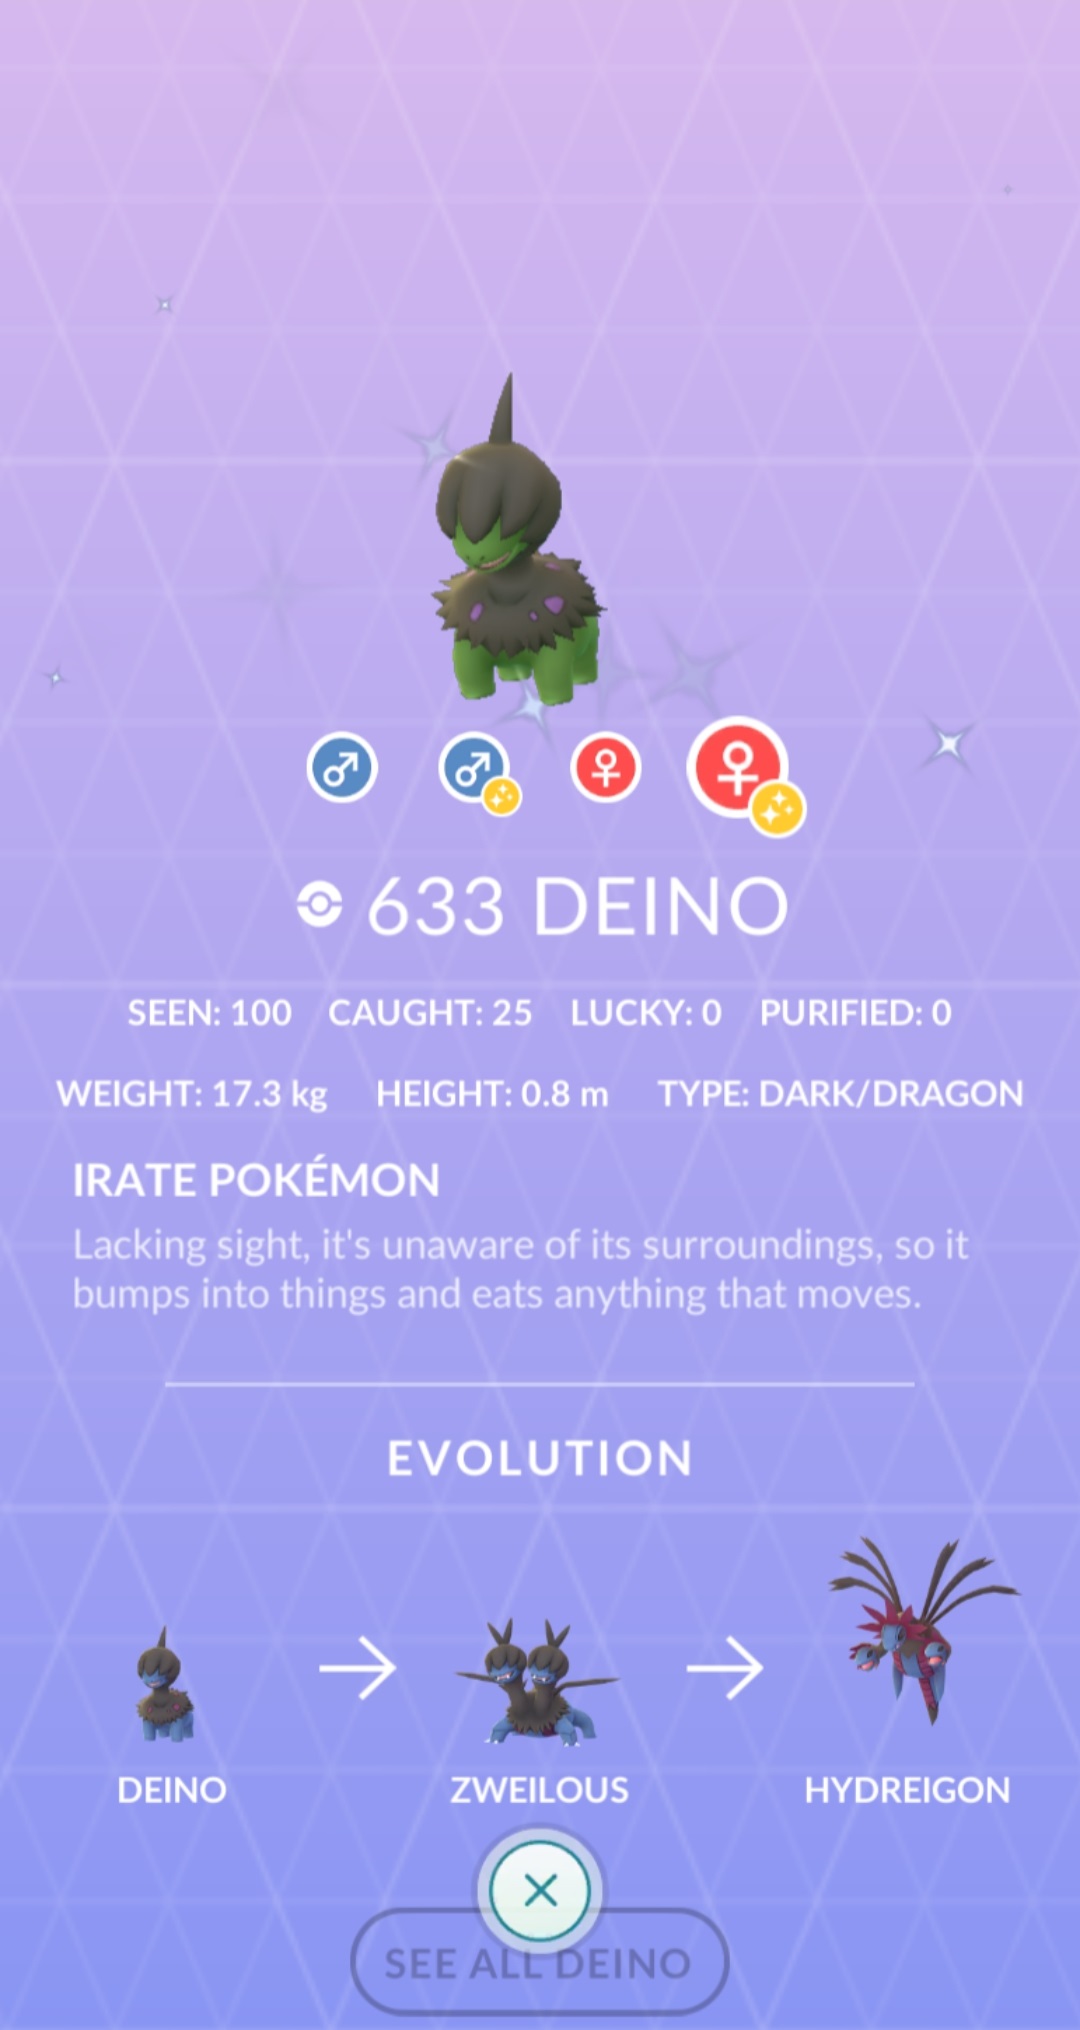 633 DEINO
SEEN: 100 CAUGHT: 25 LUCKY: 0 PURIFIED: 0
WEIGHT: 17.3 kg HEIGHT: 0.8 m TYPE: DARK/DRAGON
IRATE POKÉMON
Lacking sight, it's unaware of its surroundings, so it
bumps into things and eats anything that moves.
EVOLUTION
DEINO ZWEILOUS HYDREIGON
SEE ALL DEINO